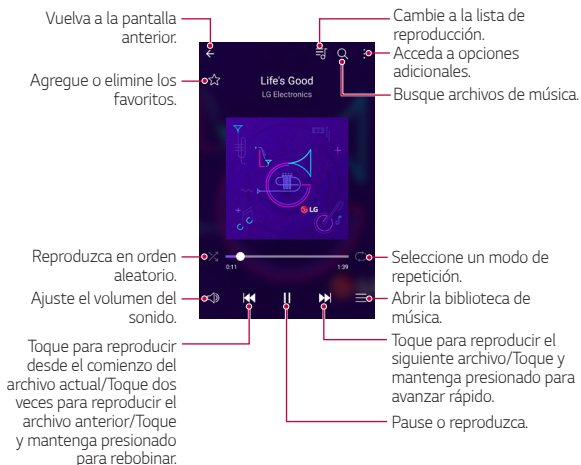 Vuelva a la pantalla
anterior.
Agregue o elimine los
favoritos.
Reproduzca en orden
aleatorio.
Ajuste el volumen del
sonido.
Toque para reproducir
desde el comienzo del
archivo actual/Toque dos
veces para reproducir el
archivo anterior/Toque
y mantenga presionado
para rebobinar.
Life's Good
LG Electronics
LG
0:11
1:39
Cambie a la lista de
reproducción.
Acceda a opciones
adicionales.
Busque archivos de música.
Seleccione un modo de
repetición.
Abrir la biblioteca de
música.
Toque para reproducir el
siguiente archivo/Toque y
mantenga presionado para
avanzar rápido.
Pause o reproduzca.